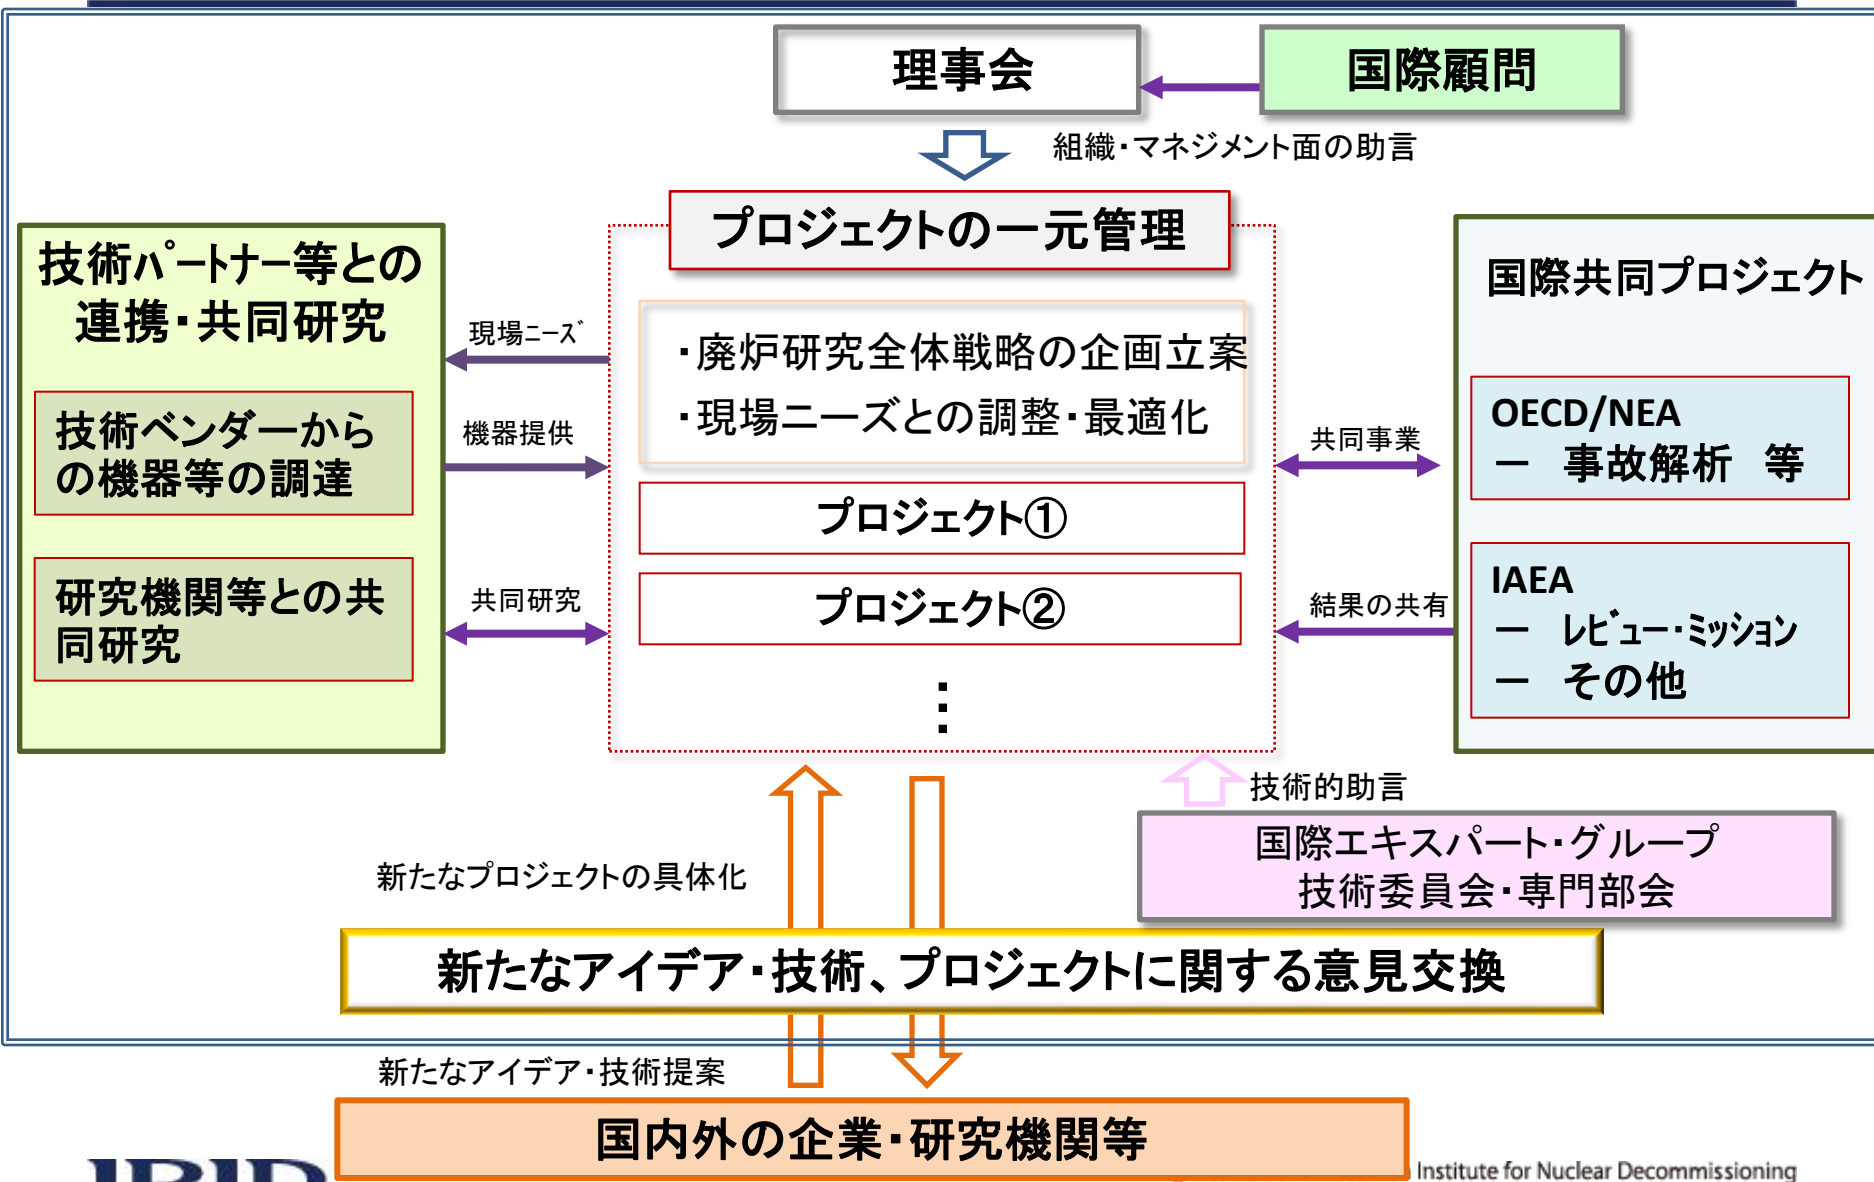 理事会
国際顧問
組織・マネジメント面の助言
プロジェクトの一元管理
技術ﾊﾟｰﾄﾅｰ等との
連携・共同研究
技術ベンダーから
の機器等の調達
研究機関等との共
同研究
現場ﾆｰｽﾞ
機器提供
共同研究
・廃炉研究全体戦略の企画立案
・現場ニーズとの調整・最適化
プロジェクト①
プロジェクト②
⋮
共同事業
結果の共有
国際共同プロジェクト
OECD/NEA
－ 事故解析　等
IAEA
－ ﾚﾋﾞｭｰ・ﾐｯｼｮﾝ
－ その他
技術的助言
国際エキスパート・グループ
技術委員会・専門部会
新たなプロジェクトの具体化
新たなアイデア・技術、プロジェクトに関する意見交換
新たなアイデア・技術提案
国内外の企業・研究機関等
Institute for Nuclear Decommissioning